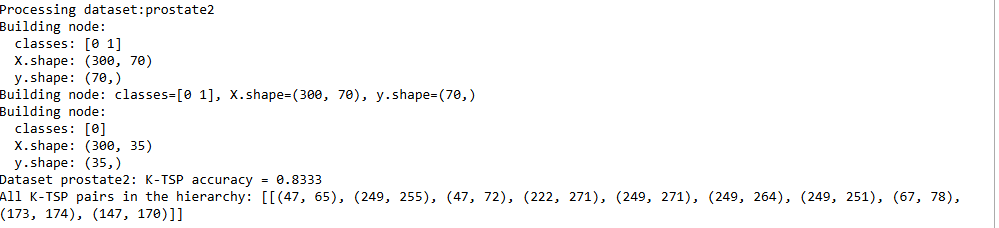 Processing dataset:prostate2
Building node:
  classes: [0 1]
  X.shape: (300, 70)
  y.shape: (70,)
Building node: classes=[0 1], X.shape=(300, 70), y.shape=(70,)
Building node:
  classes: [0]
  X.shape: (300, 35)
  y.shape: (35,)
Dataset prostate2: K-TSP accuracy = 0.8333
All K-TSP pairs in the hierarchy: [[(47, 65), (249, 255), (47, 72), (222, 271), (249, 271), (249, 264), (249, 251), (67, 78),
(173, 174), (147, 170)]]